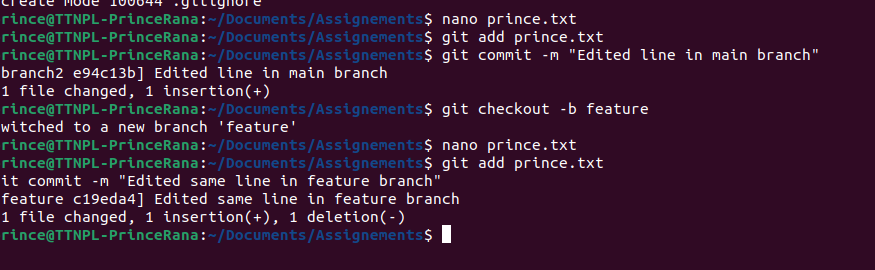 create mode 100644 .gitignore
rince@TTNPL-PrinceRana:~/Documents/Assignements$ nano prince.txt
rince@TTNPL-PrinceRana:~/Documents/Assignements$ git add prince.txt
rince@TTNPL-PrinceRana:~/Documents/Assignements$ git commit -m "Edited line in main branch"
branch2 e94c13b] Edited line in main branch
1 file changed, 1 insertion(+)
rince@TTNPL-PrinceRana:~/Documents/Assignements$ git checkout -b feature
witched to a new branch 'feature'
rince@TTNPL-PrinceRana:~/Documents/Assignements$ nano prince.txt
rince@TTNPL-PrinceRana:~/Documents/Assignements$ git add prince.txt
it commit -m "Edited same line in feature branch"
feature c19eda4] Edited same line in feature branch
1 file changed, 1 insertion(+), 1 deletion(-)
rince@TTNPL-PrinceRana:~/Documents/Assignements$